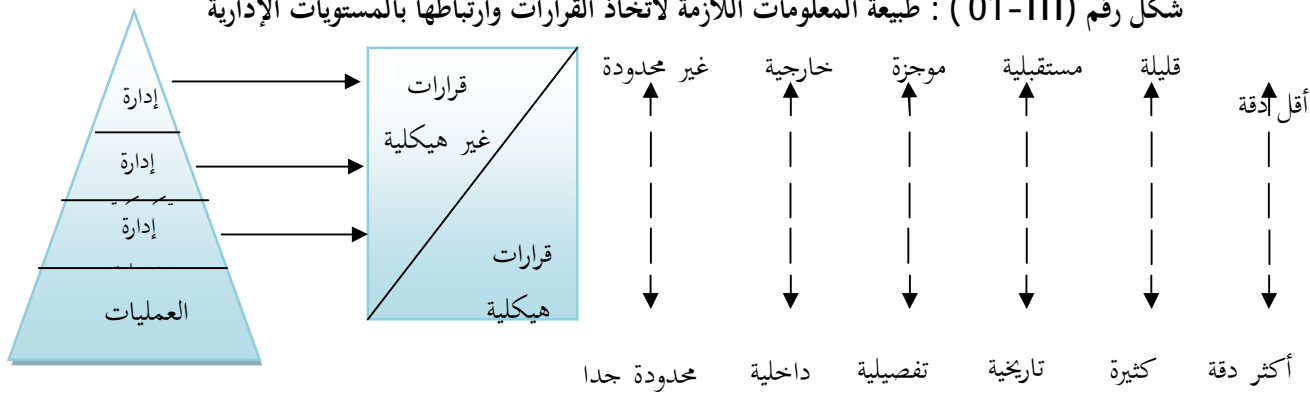 شكل رقم (III-01 ) : طبيعة المعلومات اللازمة لاتخاذ القرارات وارتباطها بالمستويات الإدارية
إدارة
إدارة
إدارة
العمليات
قرارات
غير هيكلية
قرارات
هيكلية
غير محدودة
خارجية
موجزة
مستقبلية
قليلة
أقل دقة
محدودة جدا
داخلية
تفصيلية
تاريخية
كثيرة
أكثر دقة